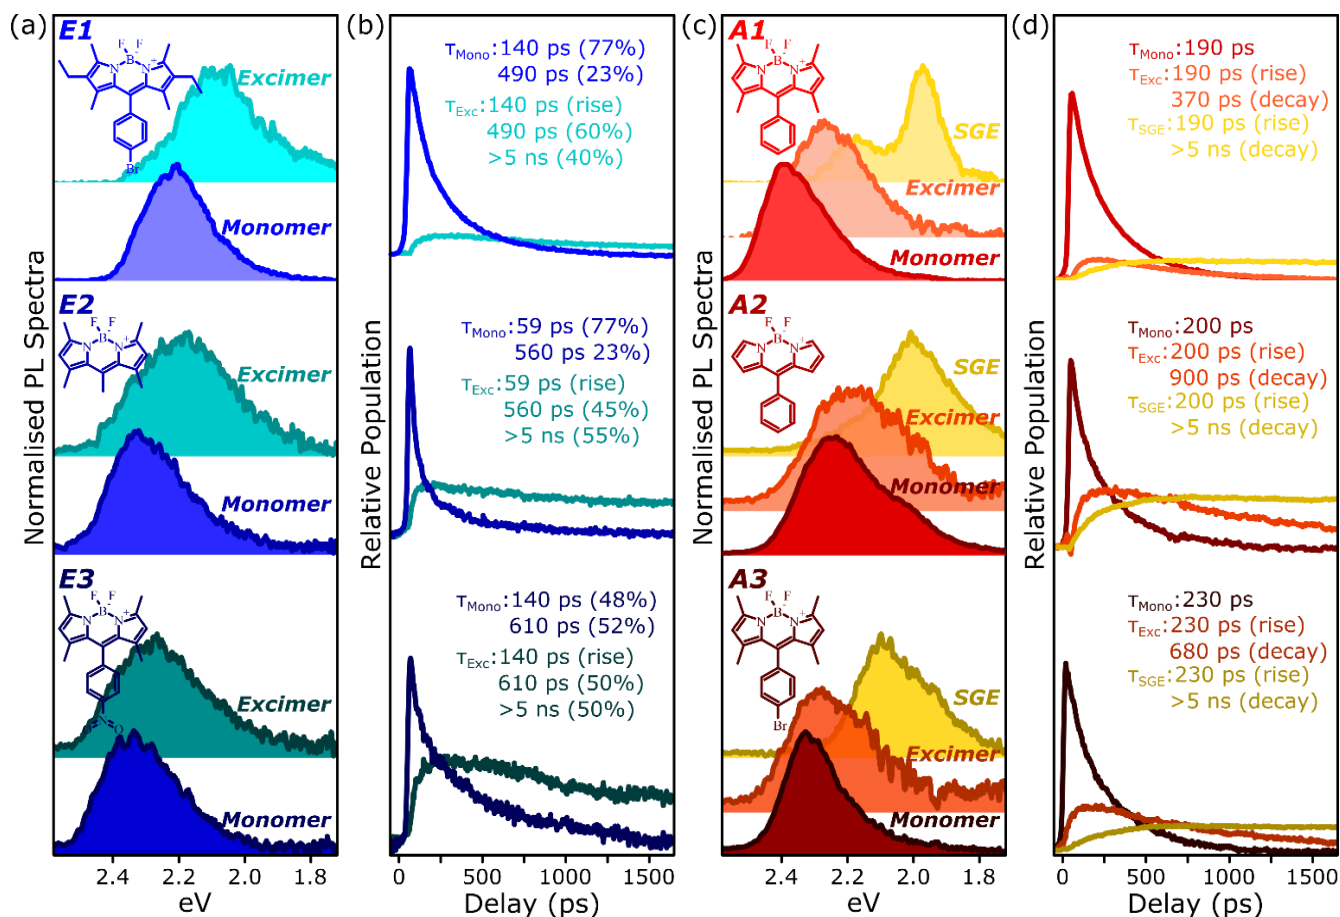 (a)
E1
F F
B
-
N N
+
Br
Excimer
Monomer
E2
F F
B
-
N N
+
Excimer
Monomer
E3
F F
B
-
N N
+
N
O O
Excimer
Monomer
Normalised PL Spectra
2.4 2.2 2.0 1.8
eV
(b)
τMono:140 ps (77%)
490 ps (23%)
τExc:140 ps (rise)
490 ps (60%)
>5 ns (40%)
τMono:59 ps (77%)
560 ps 23%)
τExc:59 ps (rise)
560 ps (45%)
>5 ns (55%)
τMono:140 ps (48%)
610 ps (52%)
τExc:140 ps (rise)
610 ps (50%)
>5 ns (50%)
Relative Population
0 500 1000 1500
Delay (ps)
(c)
A1
F F
B
-
N N
+
SGE
Excimer
Monomer
A2
F F
B
-
N N
+
SGE
Excimer
Monomer
A3
F F
B
-
N N
+
Br
SGE
Excimer
Monomer
Normalised PL Spectra
2.4 2.2 2.0 1.8
eV
(d)
τMono:190 ps
τExc:190 ps (rise)
370 ps (decay)
τSGE:190 ps (rise)
>5 ns (decay)
τMono:200 ps
τExc:200 ps (rise)
900 ps (decay)
τSGE:200 ps (rise)
>5 ns (decay)
τMono:230 ps
τExc:230 ps (rise)
680 ps (decay)
τSGE:230 ps (rise)
>5 ns (decay)
Relative Population
0 500 1000 1500
Delay (ps)